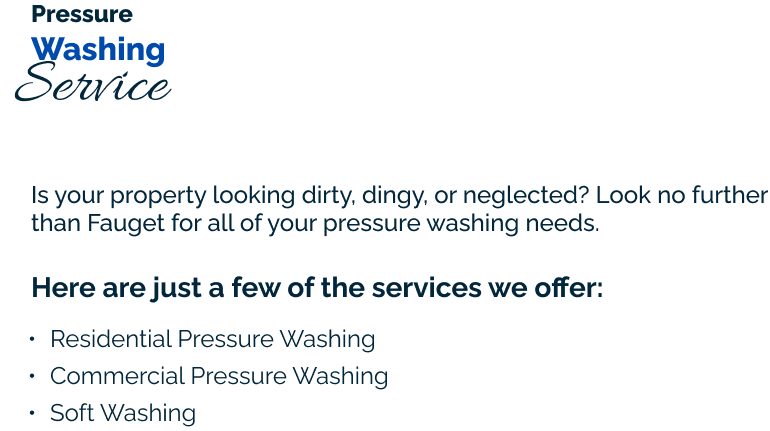 Pressure
Washing
Service
Is your property looking dirty, dingy, or neglected? Look no further
than Fauget for all of your pressure washing needs.
Here are just a few of the services we offer:
• Residential Pressure Washing
• Commercial Pressure Washing
• Soft Washing